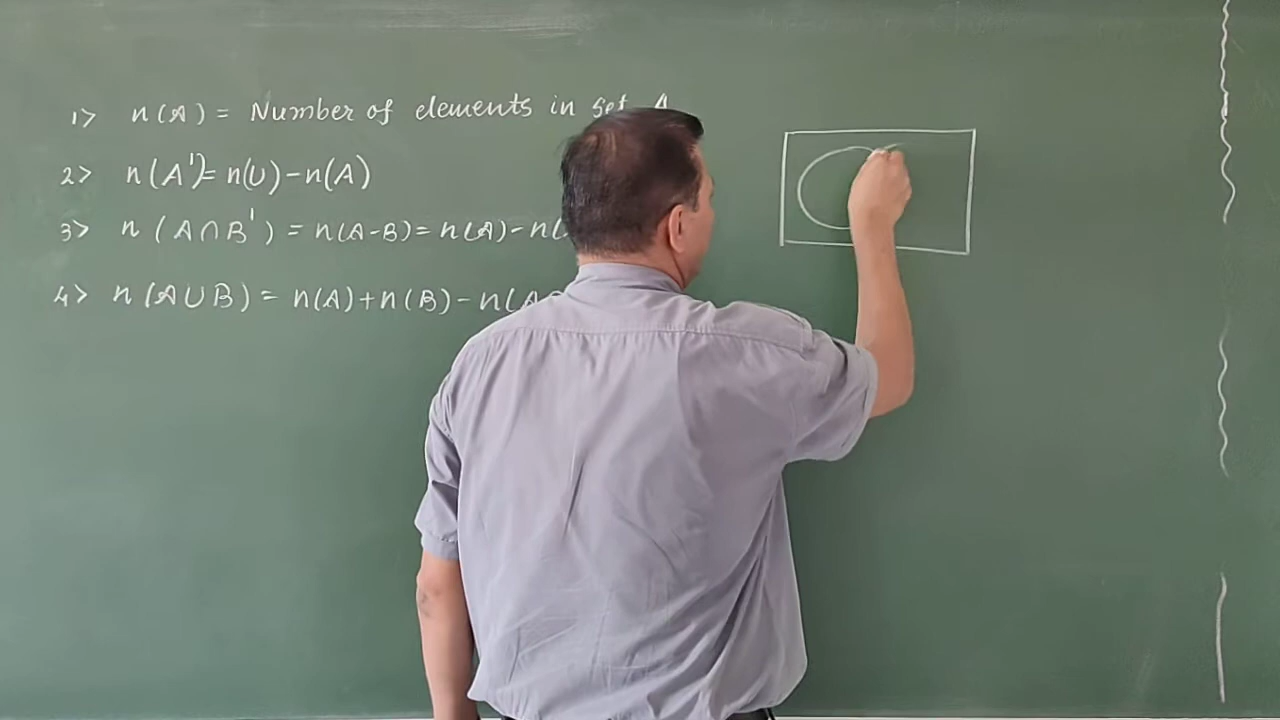 1> n(A) = Number of elements in set A
2> n(A')= n(U)-n(A)
3> n (A∩B') = n(A-B)= n(A)-n(
4> n (A∪B) = n(A)+n(B)-n(A